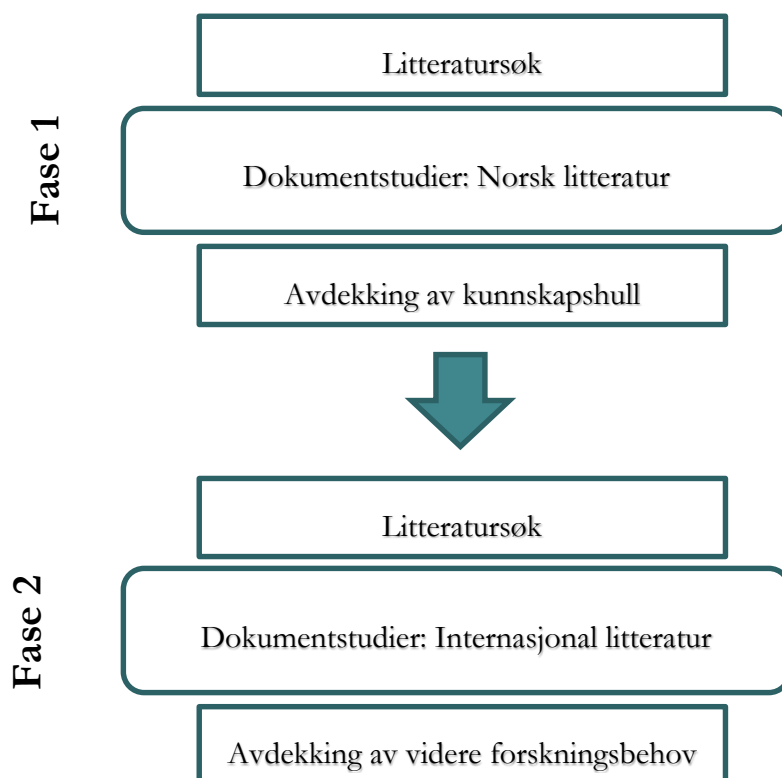 Fase 1
Litteratursøk
Dokumentstudier: Norsk litteratur
Avdekking av kunnskapshull
Fase 2
Litteratursøk
Dokumentstudier: Internasjonal litteratur
Avdekking av videre forskningsbehov